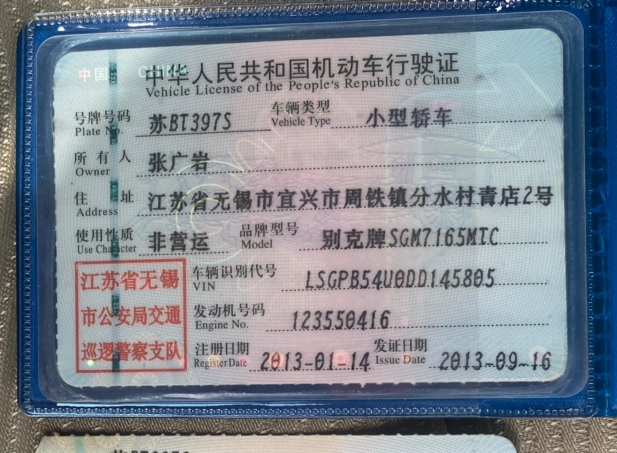 中华人民共和国机动车行驶证
Vehicle License of the People's Republic of China
号牌号码 苏BT397S 车辆类型 小型轿车
Plate No. Vehicle Type
所有人 张广岩
Owner
住址 江苏省无锡市宜兴市周铁镇分水村青店2号
Address
使用性质 非营运 品牌型号 别克牌SGM7165MTC
Use Character Model
江苏省无锡
市公安局交通
巡逻警察支队
车辆识别代号 LSGPB54U0DD145805
VIN
发动机号码 123550416
Engine No.
注册日期 2013-01-14 发证日期 2013-09-16
Register Date Issue Date